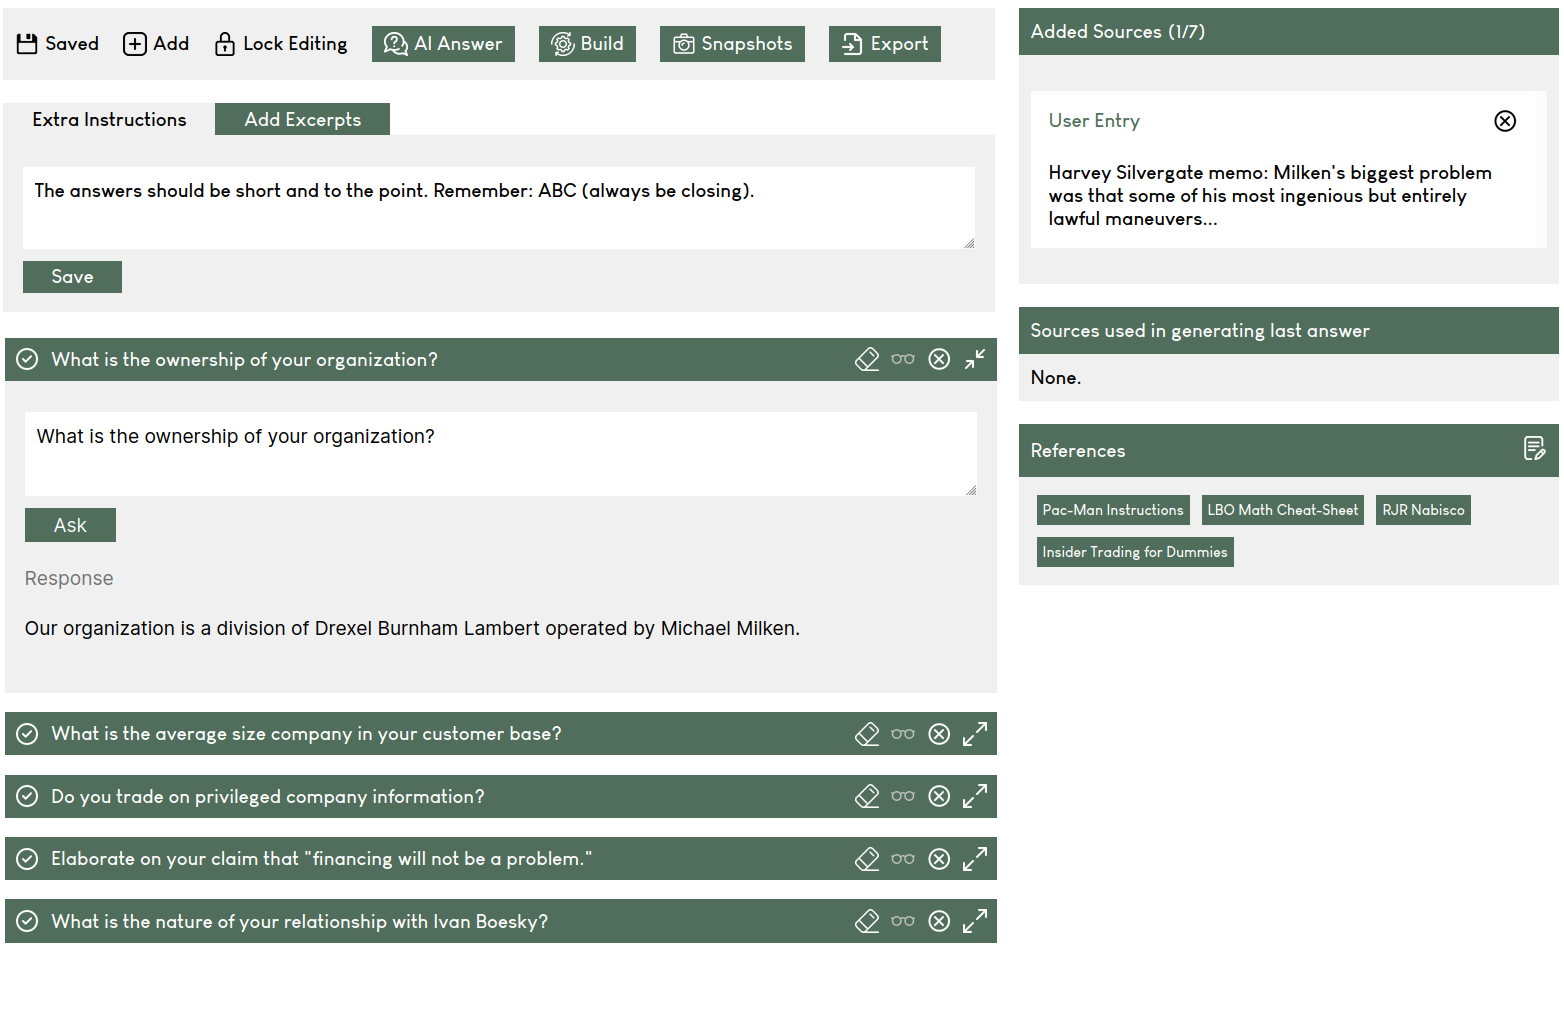 Saved Add Lock Editing AI Answer Build Snapshots Export
Extra Instructions Add Excerpts
The answers should be short and to the point. Remember: ABC (always be closing).
Save
What is the ownership of your organization?
What is the ownership of your organization?
Ask
Response
Our organization is a division of Drexel Burnham Lambert operated by Michael Milken.
What is the average size company in your customer base?
Do you trade on privileged company information?
Elaborate on your claim that "financing will not be a problem."
What is the nature of your relationship with Ivan Boesky?
Added Sources (1/7)
User Entry
Harvey Silvergate memo: Milken's biggest problem
was that some of his most ingenious but entirely
lawful maneuvers...
Sources used in generating last answer
None.
References
Pac-Man Instructions LBO Math Cheat-Sheet RJR Nabisco
Insider Trading for Dummies